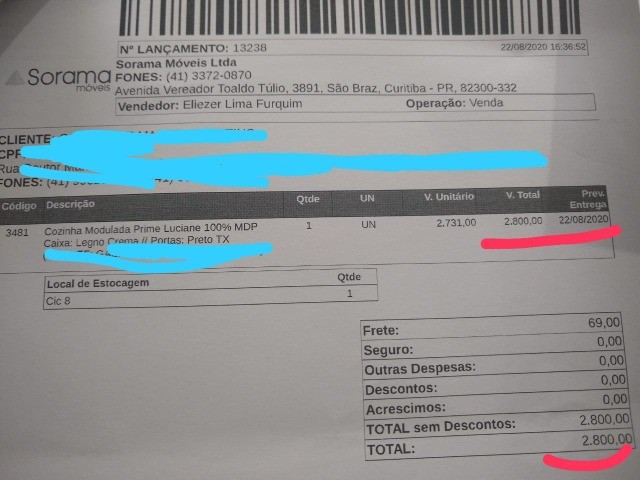 Nº LANÇAMENTO: 13238 22/08/2020 16:36:52
Sorama móveis
Sorama Móveis Ltda
FONES: (41) 3372-0870
Avenida Vereador Toaldo Túlio, 3891, São Braz, Curitiba - PR, 82300-332
Vendedor: Eliezer Lima Furquim Operação: Venda
CLIENTE:
CPF
Rua
FONES: (41)
Código Descrição Qtde UN V. Unitário V. Total Prev. Entrega
3481 Cozinha Modulada Prime Luciane 100% MDP 1 UN 2.731,00 2.800,00 22/08/2020
Caixa: Legno Crema // Portas: Preto TX
Local de Estocagem Qtde
Cic 8 1
Frete: 69,00
Seguro: 0,00
Outras Despesas: 0,00
Descontos: 0,00
Acrescimos: 0,00
TOTAL sem Descontos: 2.800,00
TOTAL: 2.800,00